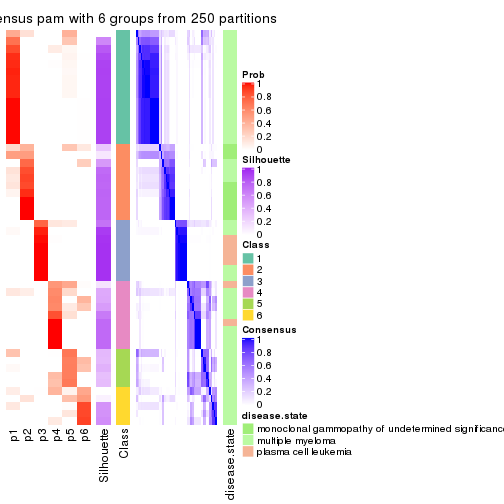 ensus pam with 6 groups from 250 partitions
Prob
1
0.8
0.6
0.4
0.2
0
Silhouette
1
0.8
0.6
0.4
0.2
0
Class
1
2
3
4
5
6
Consensus
1
0.8
0.6
0.4
0.2
0
disease.state
monoclonal gammopathy of undetermined significance
multiple myeloma
plasma cell leukemia
p1
p2
p3
p4
p5
p6
Silhouette
Class
disease.state